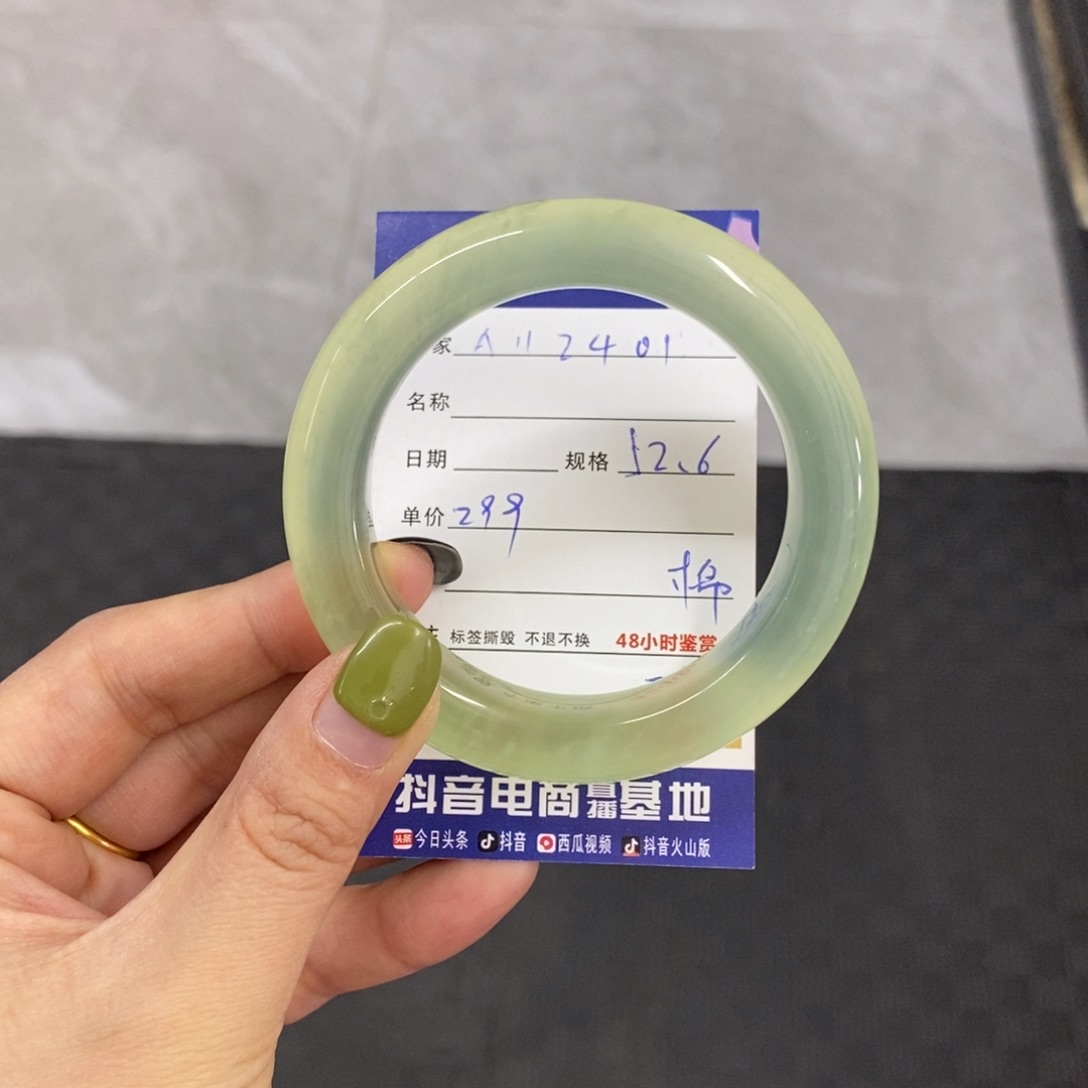 家 A112401
名称
日期 规格 52.6
单价 299
棉
标签撕毁 不退不换 48小时鉴赏
抖音电商直播基地
今日头条 抖音 西瓜视频 抖音火山版